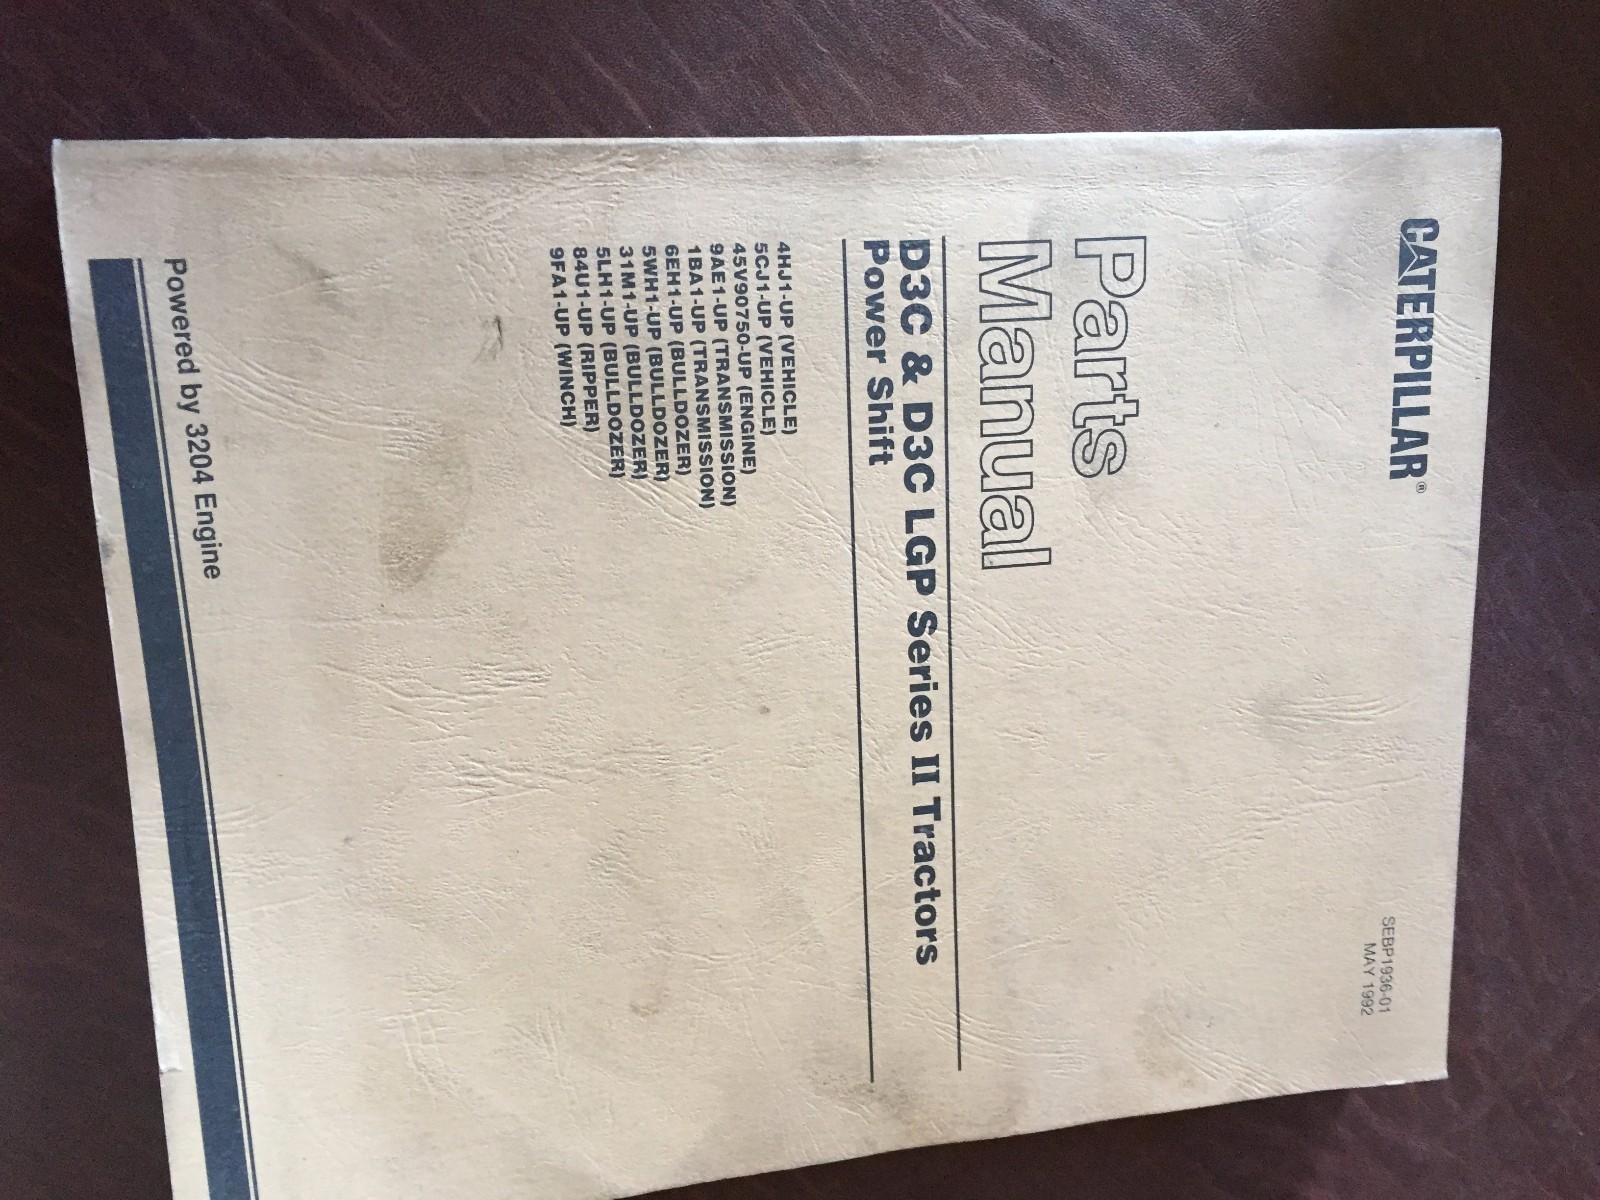 CATERPILLAR®
SEBP1936-01
MAY 1992
Parts
Manual
D3C & D3C LGP Series II Tractors
Power Shift
4HJ1-UP (VEHICLE)
5CJ1-UP (VEHICLE)
45V90750-UP (ENGINE)
9AE1-UP (TRANSMISSION)
1BA1-UP (TRANSMISSION)
6EH1-UP (BULLDOZER)
5WH1-UP (BULLDOZER)
31M1-UP (BULLDOZER)
5LH1-UP (BULLDOZER)
84U1-UP (RIPPER)
9FA1-UP (WINCH)
Powered by 3204 Engine